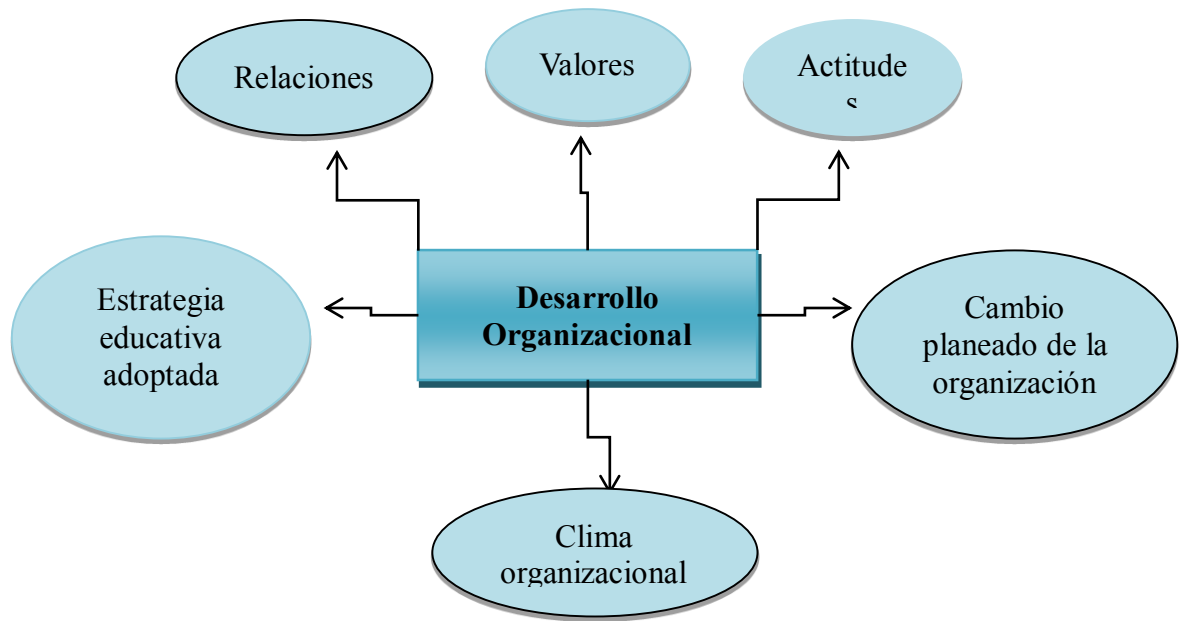 Relaciones
Valores
Actitude
s
Estrategia
educativa
adoptada
Desarrollo
Organizacional
Cambio
planeado de la
organización
Clima
organizacional